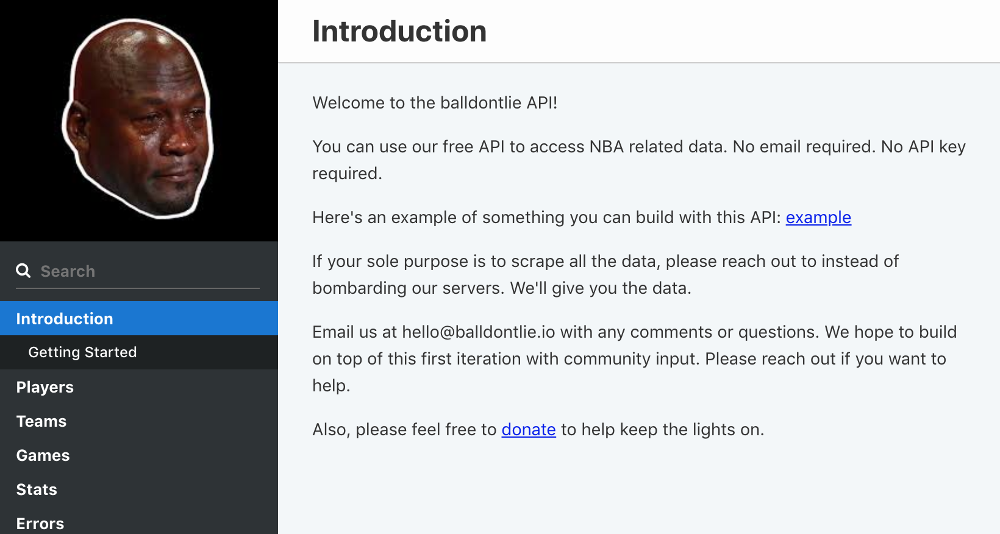 Search
Introduction
Getting Started
Players
Teams
Games
Stats
Errors
Introduction
Welcome to the balldontlie API!
You can use our free API to access NBA related data. No email required. No API key
required.
Here's an example of something you can build with this API: example
If your sole purpose is to scrape all the data, please reach out to instead of
bombarding our servers. We'll give you the data.
Email us at hello@balldontlie.io with any comments or questions. We hope to build
on top of this first iteration with community input. Please reach out if you want to
help.
Also, please feel free to donate to help keep the lights on.